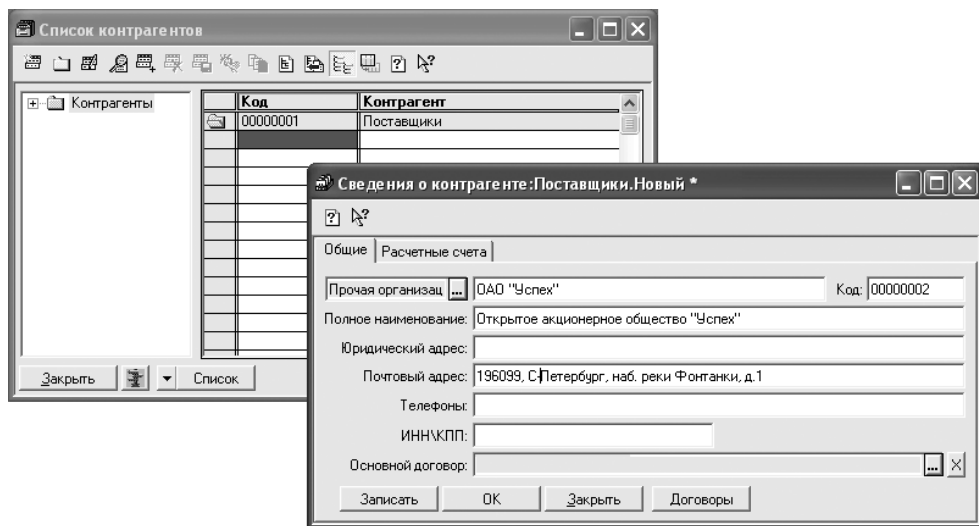 Список контрагентов
Контрагенты
Код Контрагент
00000001 Поставщики
Закрыть Список
Сведения о контрагенте:Поставщики.Новый *
Общие Расчетные счета
Прочая организац ... ОАО "Успех" Код: 00000002
Полное наименование: Открытое акционерное общество "Успех"
Юридический адрес:
Почтовый адрес: 196099, С-Петербург, наб. реки Фонтанки, д.1
Телефоны:
ИНН\КПП:
Основной договор: ... X
Записать OK Закрыть Договоры